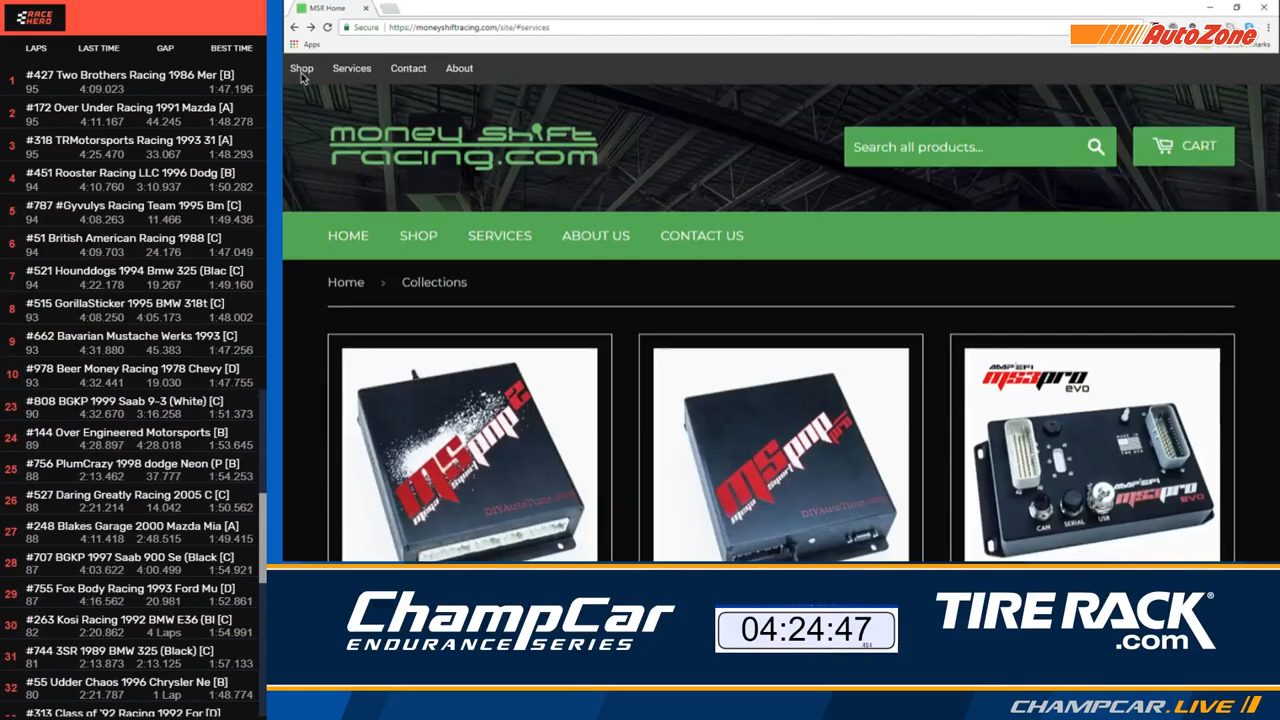 RACE HERO
LAPS LAST TIME GAP BEST TIME
1 #427 Two Brothers Racing 1986 Mer [B]
95 4:09.023 1:47.196
2 #172 Over Under Racing 1991 Mazda [A]
95 4:11.167 44.245 1:48.278
3 #318 TRMotorsports Racing 1993 31 [A]
95 4:25.470 33.067 1:48.293
4 #451 Rooster Racing LLC 1996 Dodg [B]
94 4:10.760 3:10.937 1:50.282
5 #787 #Gyvulys Racing Team 1995 Bm [C]
94 4:08.263 11.466 1:49.436
6 #51 British American Racing 1988 [C]
94 4:09.703 24.176 1:47.049
7 #521 Hounddogs 1994 Bmw 325 (Blac [C]
94 4:22.178 19.267 1:49.160
8 #515 GorillaSticker 1995 BMW 318t [C]
93 4:08.250 4:05.173 1:48.002
9 #662 Bavarian Mustache Werks 1993 [C]
93 4:31.880 45.383 1:47.256
10 #978 Beer Money Racing 1978 Chevy [D]
93 4:32.441 19.030 1:47.755
23 #808 BGKP 1999 Saab 9-3 (White) [C]
90 4:32.670 3:16.258 1:51.373
24 #144 Over Engineered Motorsports [B]
89 4:28.897 4:28.018 1:53.645
25 #756 PlumCrazy 1998 dodge Neon (P [B]
88 2:13.462 37.777 1:54.253
26 #527 Daring Greatly Racing 2005 C [C]
88 2:21.214 14.042 1:50.562
27 #248 Blakes Garage 2000 Mazda Mia [A]
88 4:11.418 2:48.515 1:49.415
28 #707 BGKP 1997 Saab 900 Se (Black [C]
87 4:03.622 4:00.499 1:54.921
29 #755 Fox Body Racing 1993 Ford Mu [D]
87 4:16.562 20.981 1:52.861
30 #263 Kosi Racing 1992 BMW E36 (Bl [C]
82 2:20.862 4 Laps 1:54.991
31 #744 3SR 1989 BMW 325 (Black) [C]
81 2:13.873 2:13.125 1:57.133
32 #55 Udder Chaos 1996 Chrysler Ne [B]
80 2:21.787 1 Lap 1:48.774
#313 Class of '92 Racing 1992 For [D]
MSR Home
Secure https://moneyshiftracing.com/site/#services
Apps
AutoZone
Shop Services Contact About
money shift
racing.com
Search all products...
CART
HOME SHOP SERVICES ABOUT US CONTACT US
Home › Collections
MSpnp2
DIYAutoTune.com
MSpnp pro
DIYAutoTune.com
AMP EFI
MS3pro
EVO
MADE IN
THE USA
AMP EFI
MS3pro
EVO
CAN SERIAL USB
ChampCar
ENDURANCE SERIES
04:24:47
TIRE RACK®
.com
CHAMPCAR.LIVE